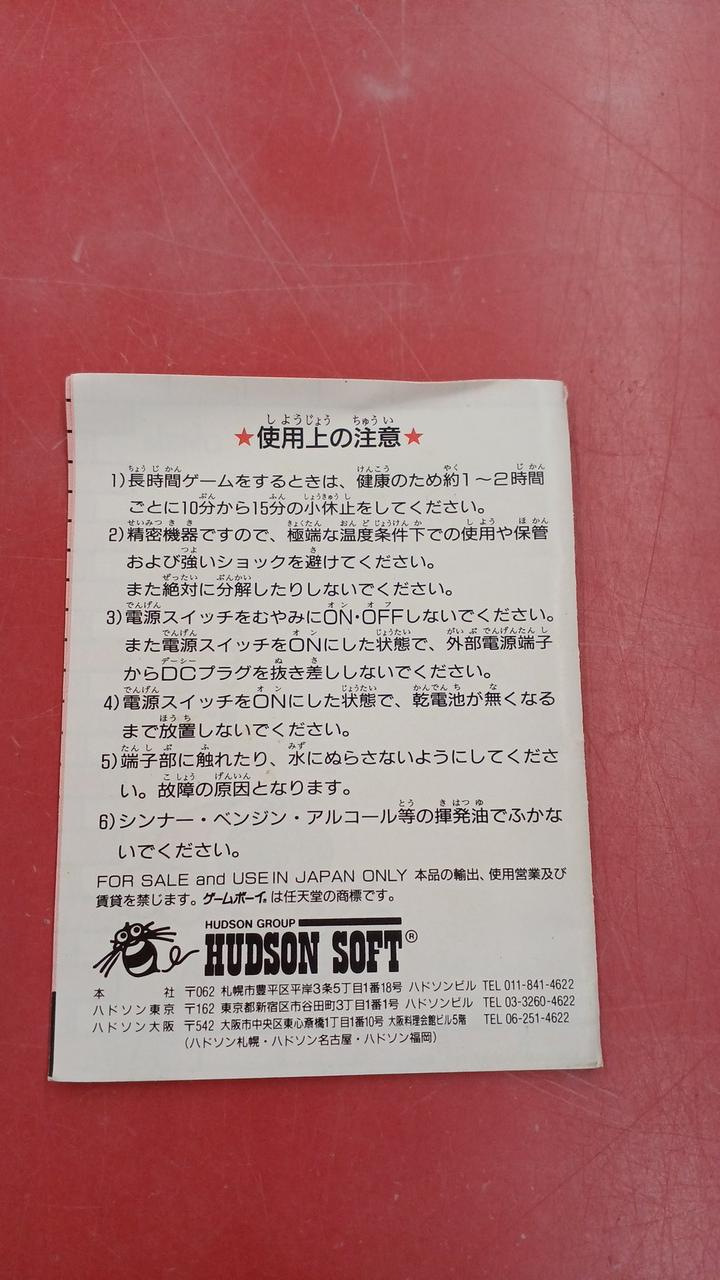 ★使用上の注意★
1)長時間ゲームをするときは、健康のため約1～2時間
ごとに10分から15分の小休止をしてください。
2)精密機器ですので、極端な温度条件下での使用や保管
および強いショックを避けてください。
また絶対に分解したりしないでください。
3)電源スイッチをむやみにON・OFFしないでください。
また電源スイッチをONにした状態で、外部電源端子
からDCプラグを抜き差ししないでください。
4)電源スイッチをONにした状態で、乾電池が無くなる
まで放置しないでください。
5)端子部に触れたり、水にぬらさないようにしてくださ
い。故障の原因となります。
6)シンナー・ベンジン・アルコール等の揮発油でふかな
いでください。
FOR SALE and USE IN JAPAN ONLY 本品の輸出、使用営業及び
賃貸を禁じます。ゲームボーイ®は任天堂の商標です。
HUDSON GROUP
HUDSON SOFT®
本社 〒062 札幌市豊平区平岸3条5丁目1番18号 ハドソンビル TEL 011-841-4622
ハドソン東京 〒162 東京都新宿区市谷田町3丁目1番1号 ハドソンビル TEL 03-3260-4622
ハドソン大阪 〒542 大阪市中央区東心斎橋1丁目1番10号 大阪料理会館ビル5階 TEL 06-251-4622
(ハドソン札幌・ハドソン名古屋・ハドソン福岡)